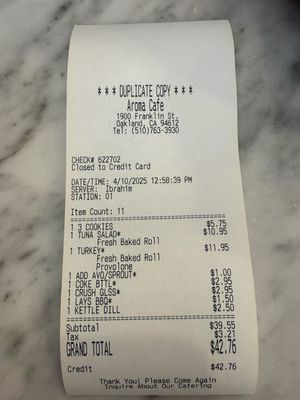 * * * DUPLICATE COPY * * *
Aroma Cafe
1900 Franklin St.
Oakland, CA 94612
Tel: (510)763-3930
CHECK# 622702
Closed to Credit Card
DATE/TIME: 4/10/2025 12:58:39 PM
SERVER: Ibrahim
STATION: 01
Item Count: 11
1 3 COOKIES $5.75
1 TUNA SALAD* $10.95
Fresh Baked Roll
1 TURKEY* $11.95
Fresh Baked Roll
Provolone
1 ADD AVO/SPROUT* $1.00
1 COKE BTTL* $2.95
1 CRUSH GLSS* $2.95
1 LAYS BBQ* $1.50
1 KETTLE DILL $2.50
Subtotal $39.55
Tax $3.21
GRAND TOTAL $42.76
Credit $42.76
Thank You! Please Come Again
Inquire About Our Catering